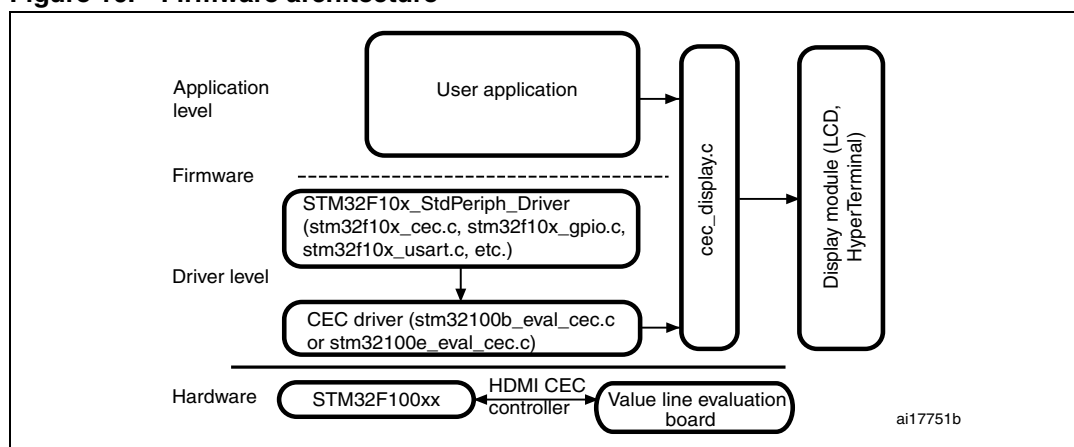 Figure 16. Firmware architecture
Application
level
User application
cec_display.c
Display module (LCD,
HyperTerminal)
Firmware
STM32F10x_StdPeriph_Driver
(stm32f10x_cec.c, stm32f10x_gpio.c,
stm32f10x_usart.c, etc.)
Driver level
CEC driver (stm32100b_eval_cec.c
or stm32100e_eval_cec.c)
Hardware
STM32F100xx
HDMI CEC
controller
Value line evaluation
board
ai17751b